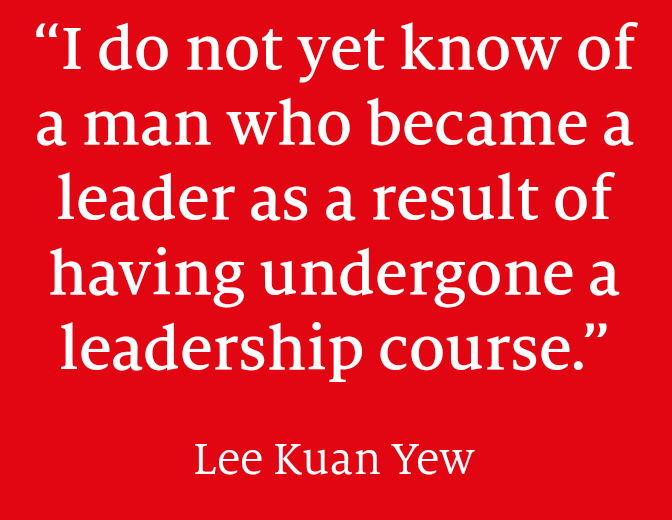 “I do not yet know of
a man who became a
leader as a result of
having undergone a
leadership course.”
Lee Kuan Yew